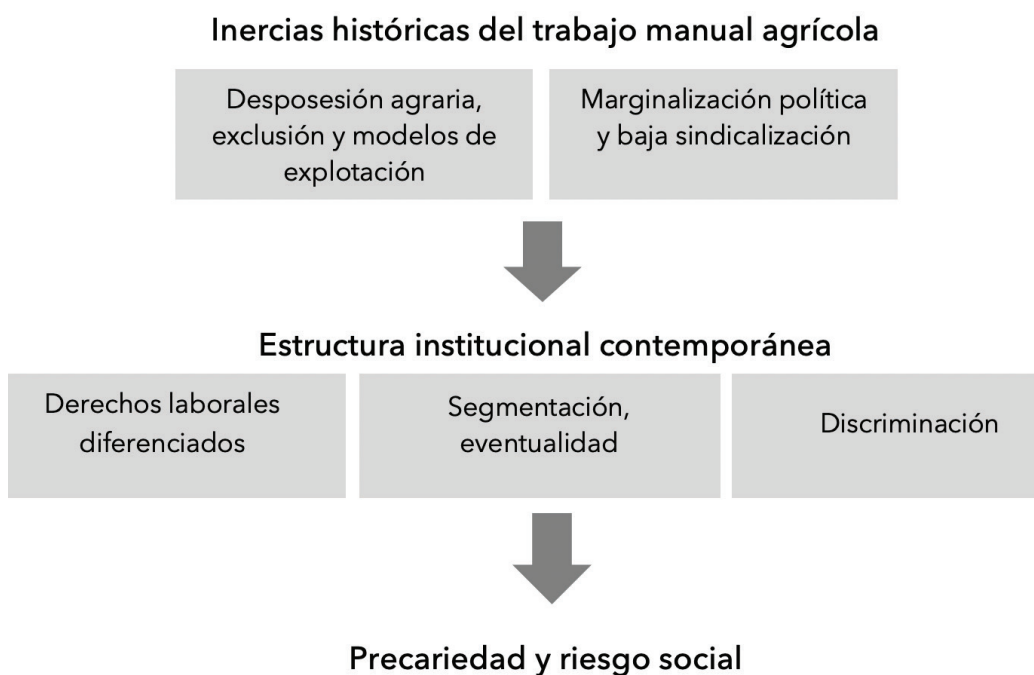 Inercias históricas del trabajo manual agrícola
Desposesión agraria,
exclusión y modelos de
explotación
Marginalización política
y baja sindicalización
Estructura institucional contemporánea
Derechos laborales
diferenciados
Segmentación,
eventualidad
Discriminación
Precariedad y riesgo social